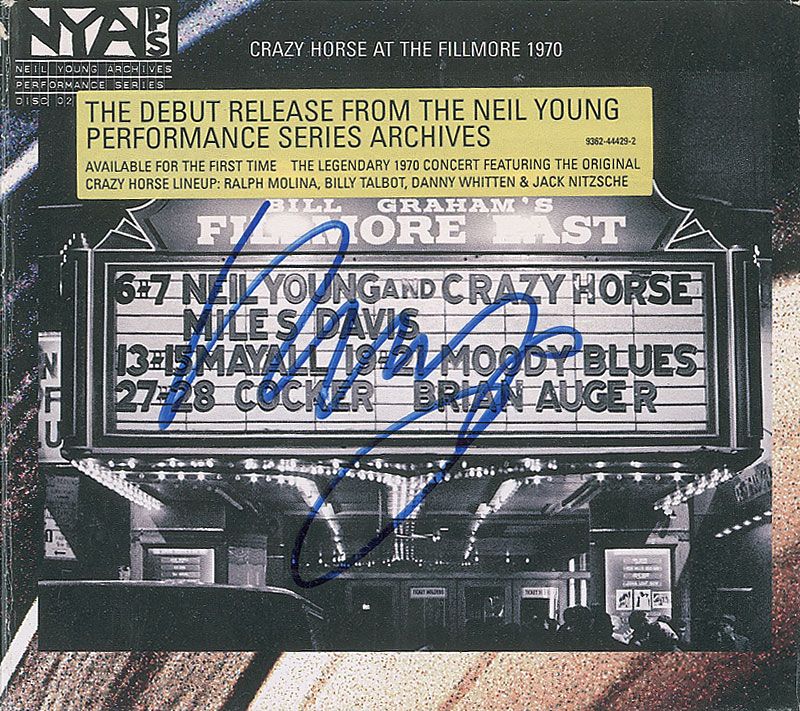 NYA PS
NEIL YOUNG ARCHIVES
PERFORMANCE SERIES
DISC 02
CRAZY HORSE AT THE FILLMORE 1970
THE DEBUT RELEASE FROM THE NEIL YOUNG
PERFORMANCE SERIES ARCHIVES
9362-44429-2
AVAILABLE FOR THE FIRST TIME THE LEGENDARY 1970 CONCERT FEATURING THE ORIGINAL
CRAZY HORSE LINEUP: RALPH MOLINA, BILLY TALBOT, DANNY WHITTEN & JACK NITZSCHE
BILL GRAHAM'S
FILLMORE EAST
6-7 NEIL YOUNG AND CRAZY HORSE
MILES DAVIS
13-15 MAYALL 19-21 MOODY BLUES
27-28 COCKER BRIAN AUGER
N
F
U
TICKET HOLDERS